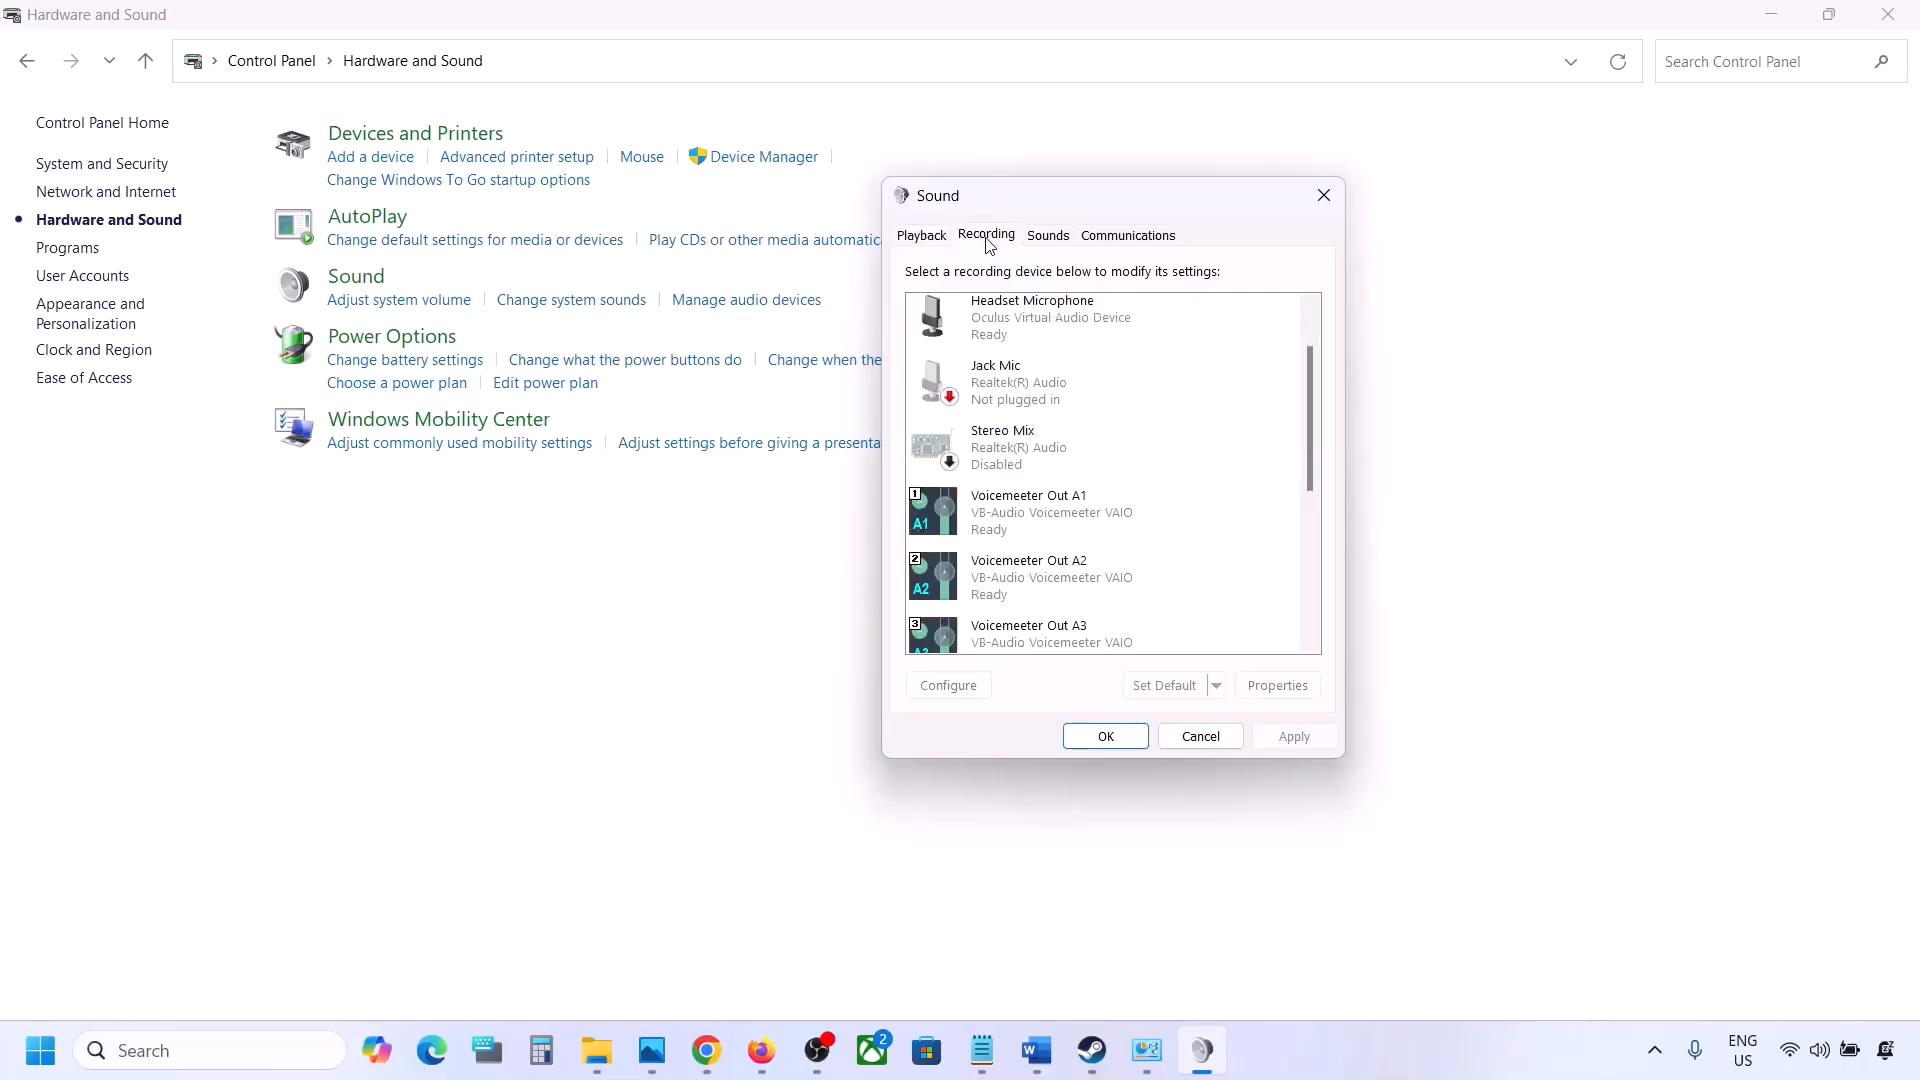 Hardware and Sound
Control Panel > Hardware and Sound
Search Control Panel
Control Panel Home
System and Security
Network and Internet
Hardware and Sound
Programs
User Accounts
Appearance and
Personalization
Clock and Region
Ease of Access
Devices and Printers
Add a device
Advanced printer setup
Mouse
Device Manager
Change Windows To Go startup options
AutoPlay
Change default settings for media or devices
Play CDs or other media automatic
Sound
Adjust system volume
Change system sounds
Manage audio devices
Power Options
Change battery settings
Change what the power buttons do
Change when the
Choose a power plan
Edit power plan
Windows Mobility Center
Adjust commonly used mobility settings
Adjust settings before giving a presenta
Sound
Playback
Recording
Sounds
Communications
Select a recording device below to modify its settings:
Headset Microphone
Oculus Virtual Audio Device
Ready
Jack Mic
Realtek(R) Audio
Not plugged in
Stereo Mix
Realtek(R) Audio
Disabled
1
A1
Voicemeeter Out A1
VB-Audio Voicemeeter VAIO
Ready
2
A2
Voicemeeter Out A2
VB-Audio Voicemeeter VAIO
Ready
3
A3
Voicemeeter Out A3
VB-Audio Voicemeeter VAIO
Configure
Set Default
Properties
OK
Cancel
Apply
Search
2
ENG
US